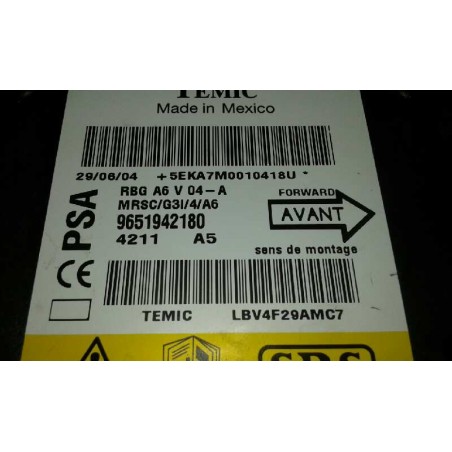 TEMIC
Made in Mexico
29/06/04 +5EKA7M0010418U *
RBG A6 V 04-A
MRSC/G3I/4/A6
9651942180
4211 A5
FORWARD
AVANT
sens de montage
PSA
CE
TEMIC LBV4F29AMC7
SRS